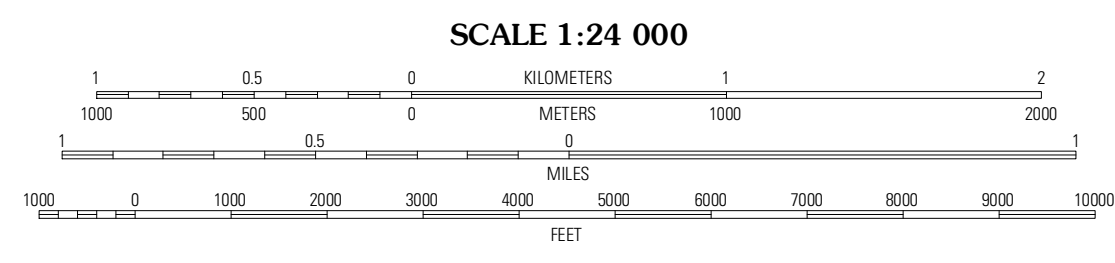 SCALE 1:24 000
1 0.5 0 KILOMETERS 1 2
1000 500 0 METERS 1000 2000
1 0.5 0 1
MILES
1000 0 1000 2000 3000 4000 5000 6000 7000 8000 9000 10000
FEET